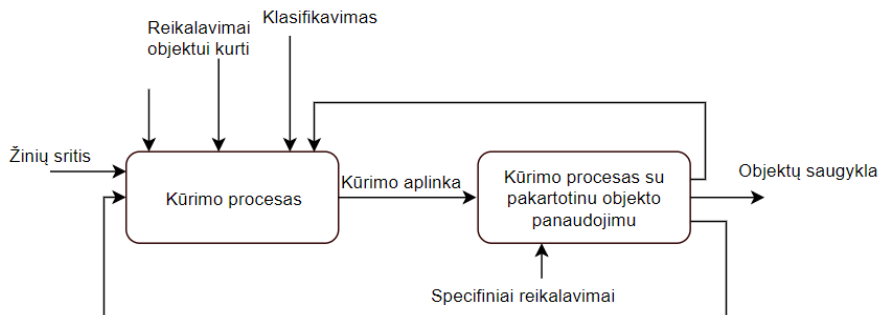 Klasifikavimas
Reikalavimai
objektui kurti
Žinių sritis
Kūrimo procesas
Kūrimo aplinka
Kūrimo procesas su
pakartotinu objekto
panaudojimu
Objektų saugykla
Specifiniai reikalavimai